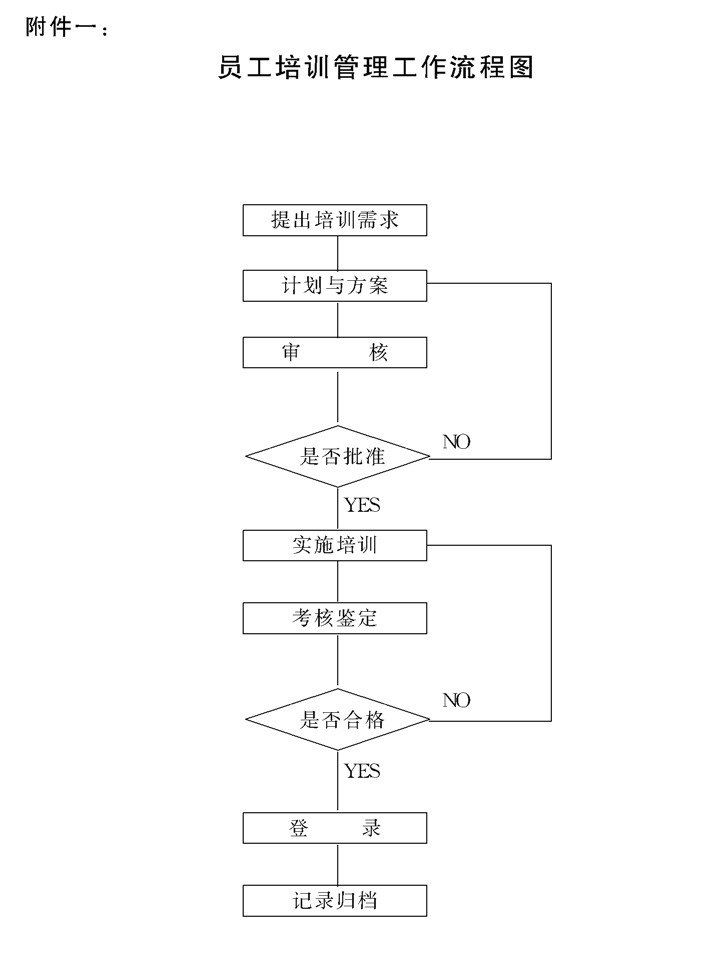 附件一：
员工培训管理工作流程图
提出培训需求
计划与方案
审 核
NO
是否批准
YES
实施培训
考核鉴定
NO
是否合格
YES
登 录
记录归档